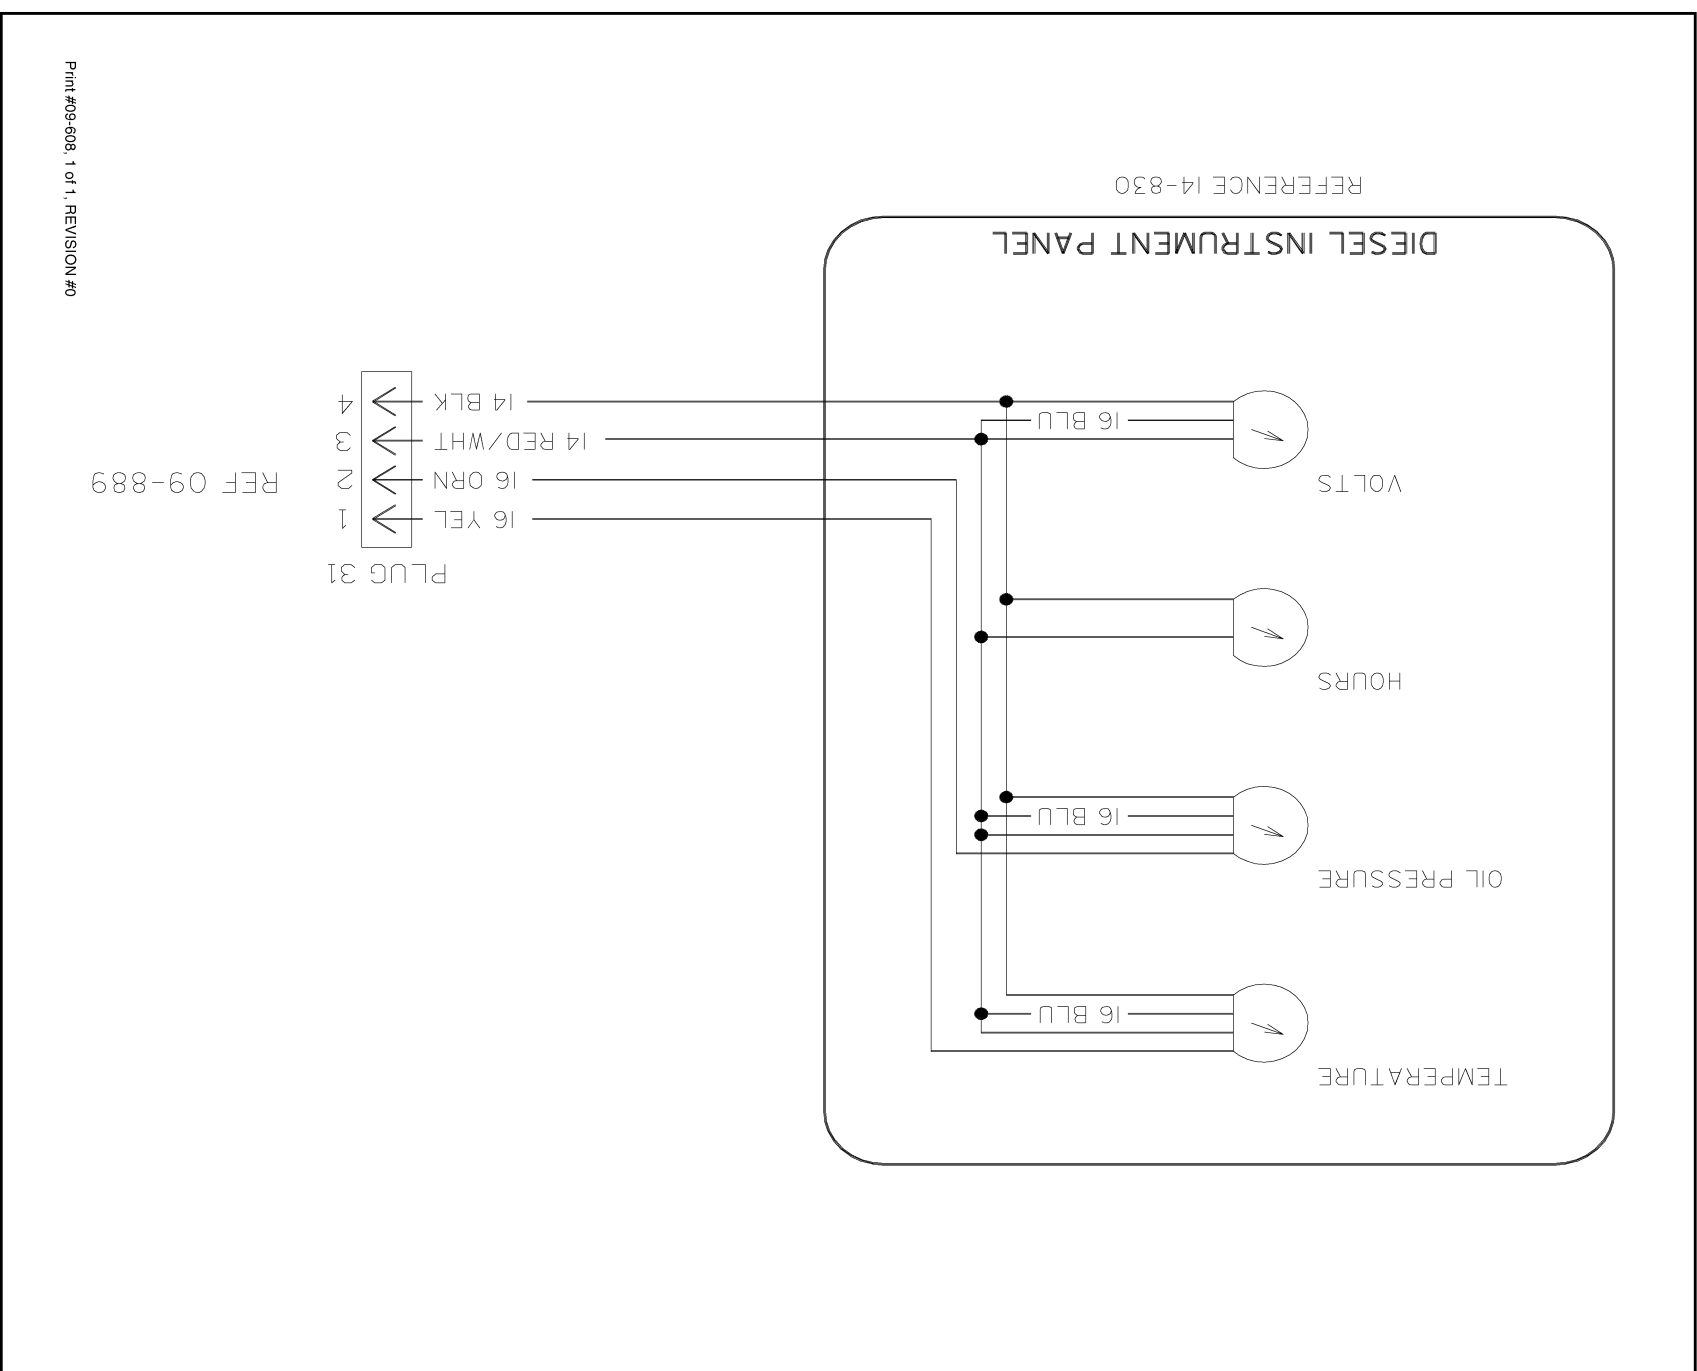 Print #09-608, 1 of 1, REVISION #0
TEMPERATURE
16 BLU
OIL PRESSURE
16 BLU
HOURS
VOLTS
16 BLU
DIESEL INSTRUMENT PANEL
REFERENCE 14-830
PLUG 31
16 YEL 1
16 ORN 2
14 RED/WHT 3
14 BLK 4
REF 09-889